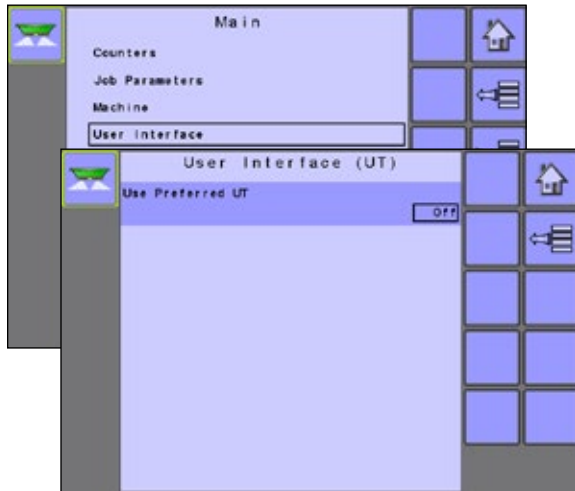 Main
Counters
Job Parameters
Machine
User Interface
User Interface (UT)
Use Preferred UT
Off